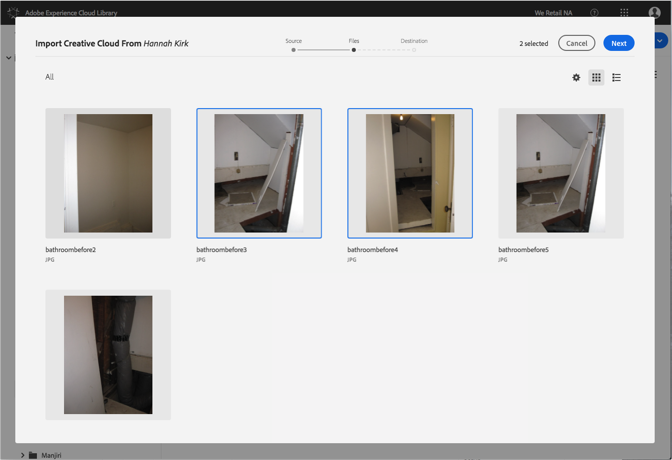 Adobe Experience Cloud Library
We Retail NA
Import Creative Cloud From Hannah Kirk
Source
Files
Destination
2 selected
Cancel
Next
All
bathroombefore2
JPG
bathroombefore3
JPG
bathroombefore4
JPG
bathroombefore5
JPG
Manjiri